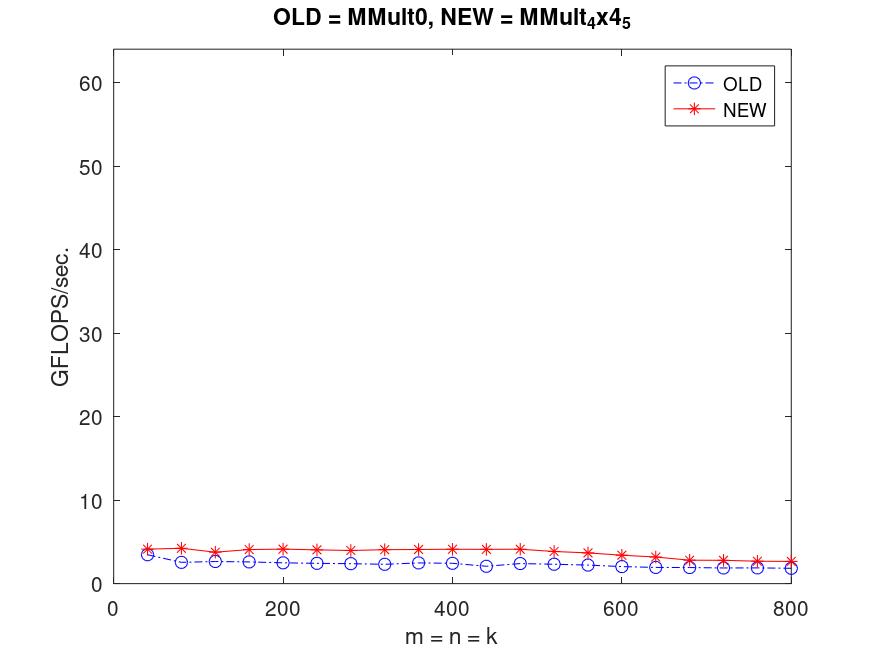 OLD = MMult0, NEW = MMult₄x4₅
OLD
NEW
GFLOPS/sec.
60
50
40
30
20
10
0
0 200 400 600 800
m = n = k